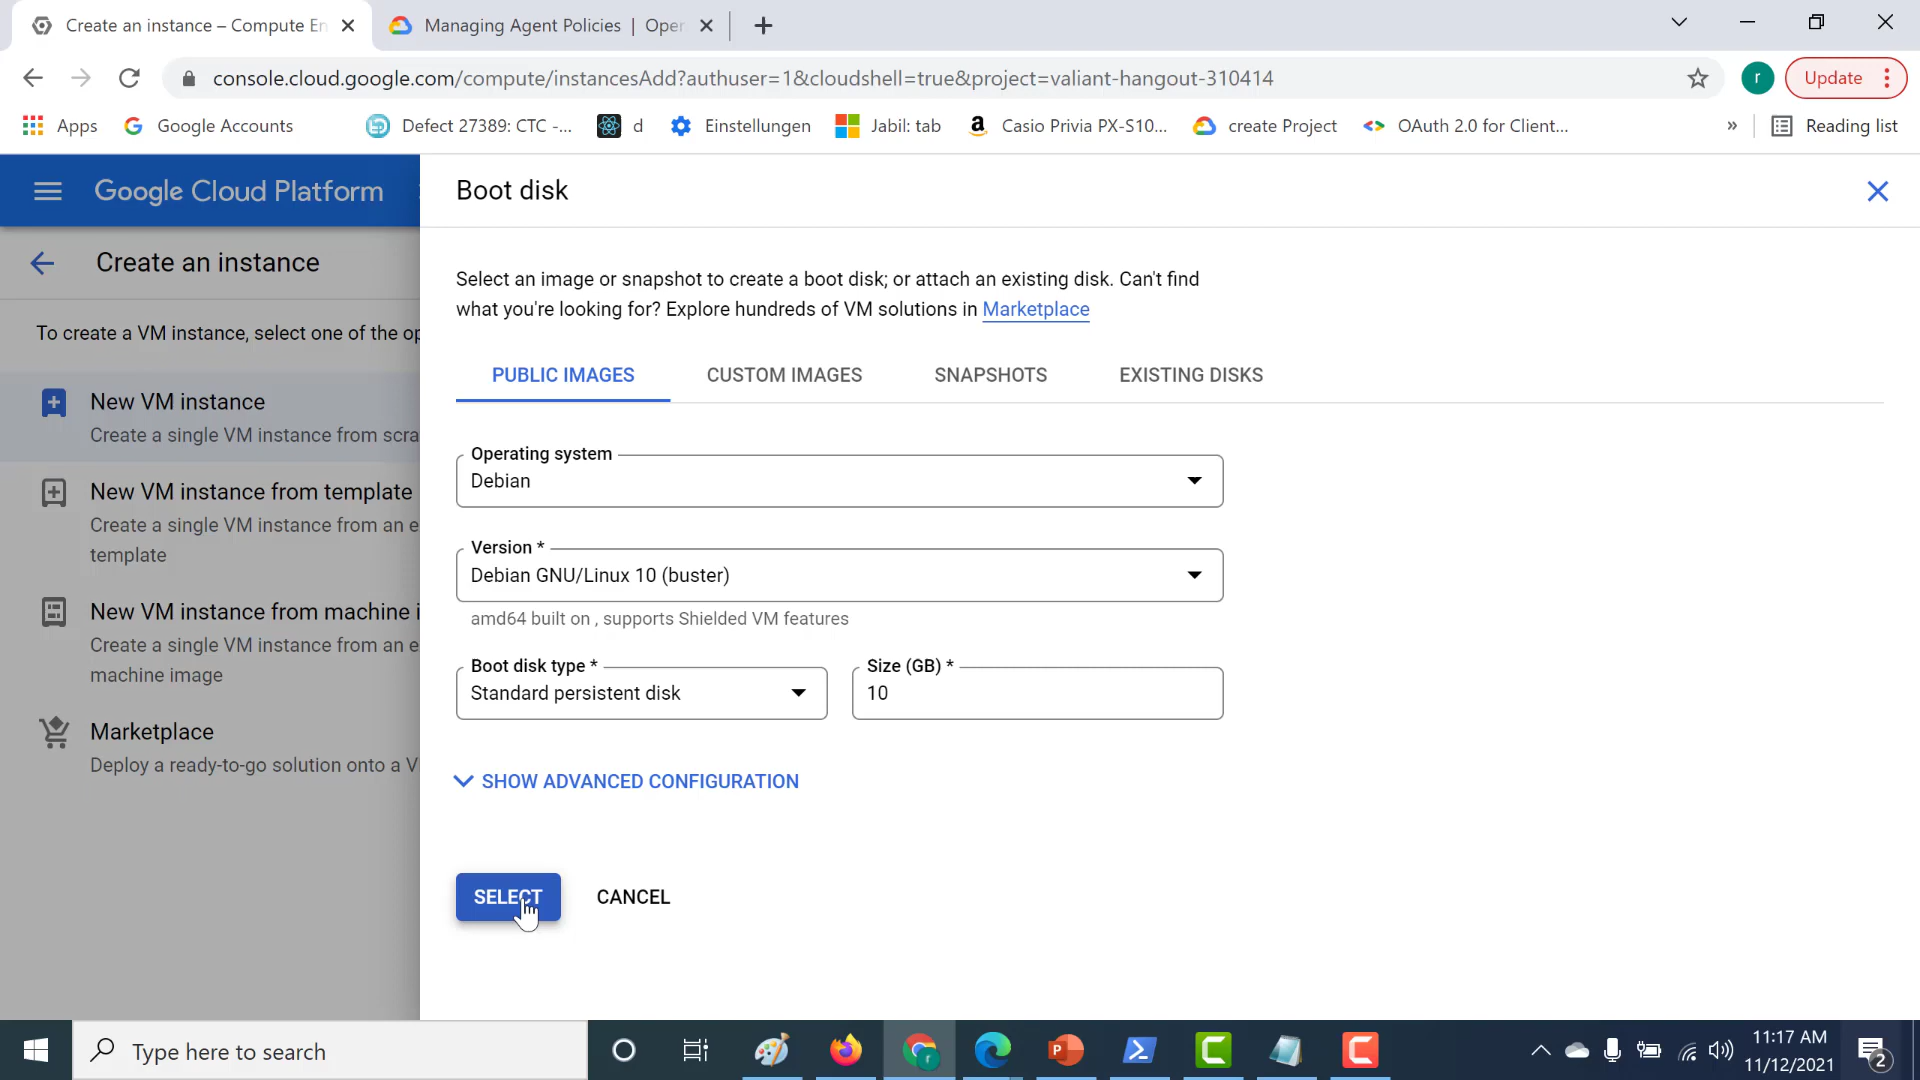 Create an instance – Compute En
Managing Agent Policies | Oper
console.cloud.google.com/compute/instancesAdd?authuser=1&cloudshell=true&project=valiant-hangout-310414
r
Update
Apps
Google Accounts
Defect 27389: CTC -...
d
Einstellungen
Jabil: tab
Casio Privia PX-S10...
create Project
OAuth 2.0 for Client...
»
Reading list
Google Cloud Platform
Create an instance
To create a VM instance, select one of the op
New VM instance
Create a single VM instance from scra
New VM instance from template
Create a single VM instance from an e
template
New VM instance from machine i
Create a single VM instance from an e
machine image
Marketplace
Deploy a ready-to-go solution onto a V
Boot disk
Select an image or snapshot to create a boot disk; or attach an existing disk. Can't find
what you're looking for? Explore hundreds of VM solutions in Marketplace
PUBLIC IMAGES
CUSTOM IMAGES
SNAPSHOTS
EXISTING DISKS
Operating system
Debian
Version *
Debian GNU/Linux 10 (buster)
amd64 built on , supports Shielded VM features
Boot disk type *
Standard persistent disk
Size (GB) *
10
SHOW ADVANCED CONFIGURATION
SELECT
CANCEL
Type here to search
11:17 AM
11/12/2021
2